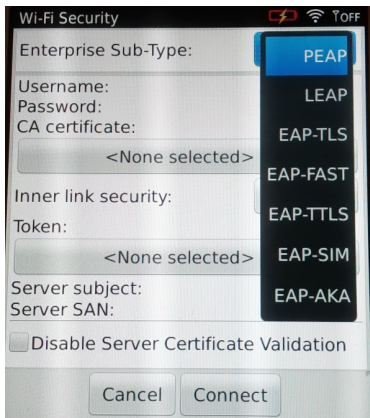 Wi-Fi Security OFF
Enterprise Sub-Type:
PEAP
LEAP
EAP-TLS
EAP-FAST
EAP-TTLS
EAP-SIM
EAP-AKA
Username:
Password:
CA certificate:
<None selected>
Inner link security:
Token:
<None selected>
Server subject:
Server SAN:
Disable Server Certificate Validation
Cancel Connect